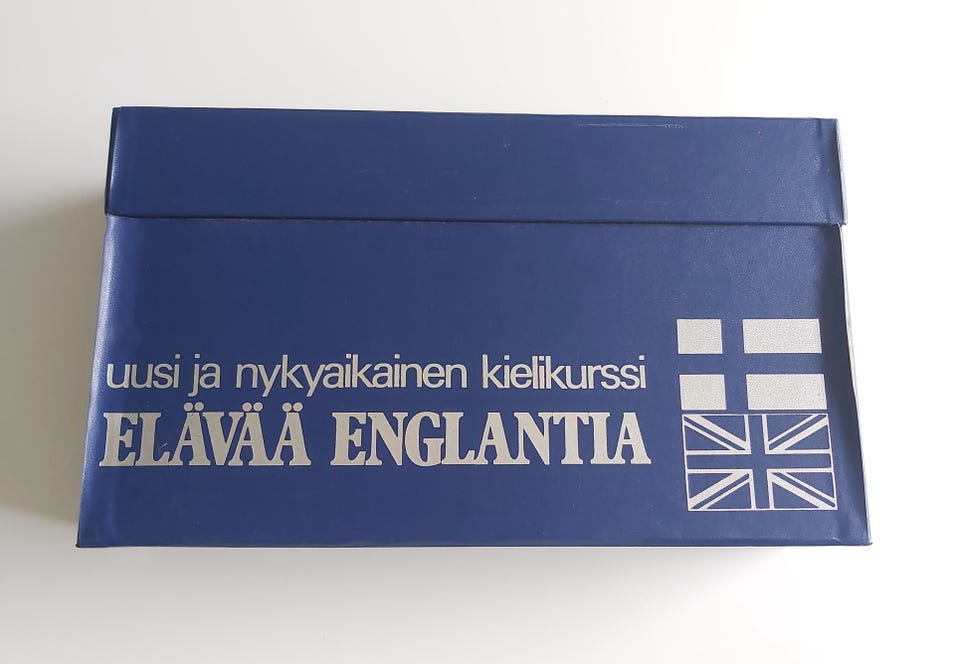 uusi ja nykyaikainen kielikurssi
ELÄVÄÄ ENGLANTIA